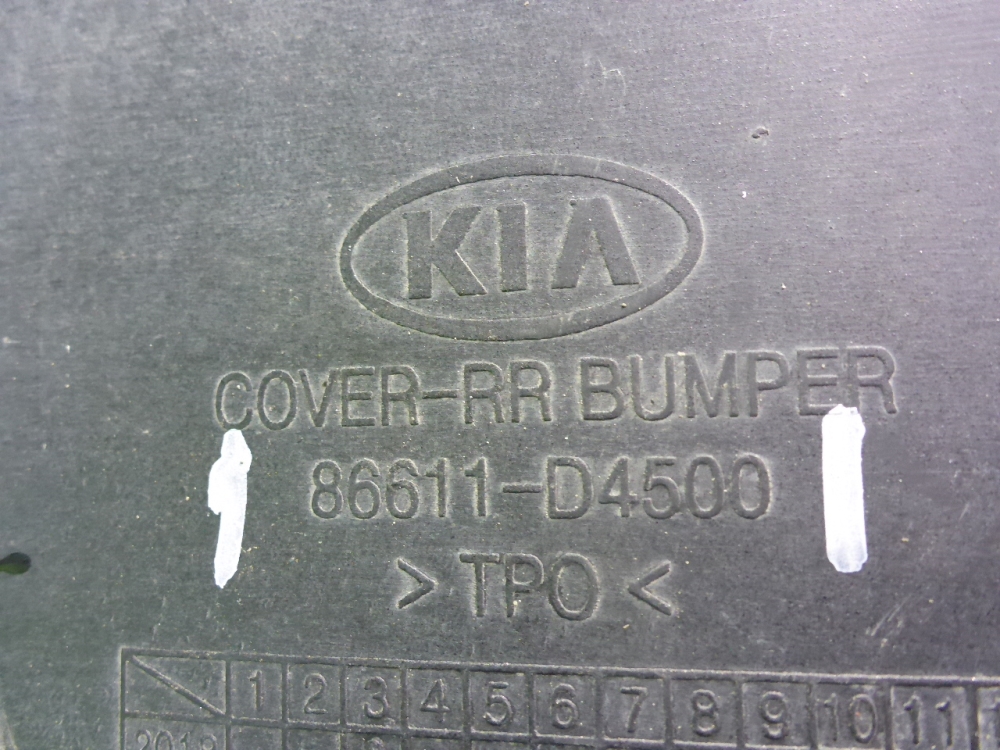 KIA
COVER-RR BUMPER
86611-D4500
> TPO <
1 2 3 4 5 6 7 8 9 10 11